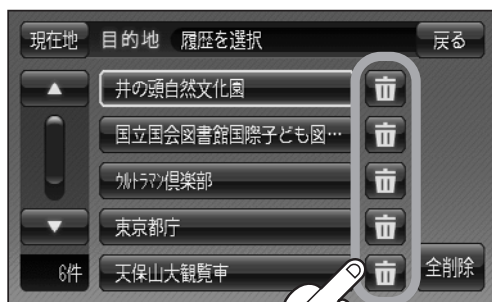 現在地 目的地 履歴を選択 戻る
井の頭自然文化園
国立国会図書館国際子ども図…
ウルトラマン倶楽部
東京都庁
6件 天保山大観覧車 全削除